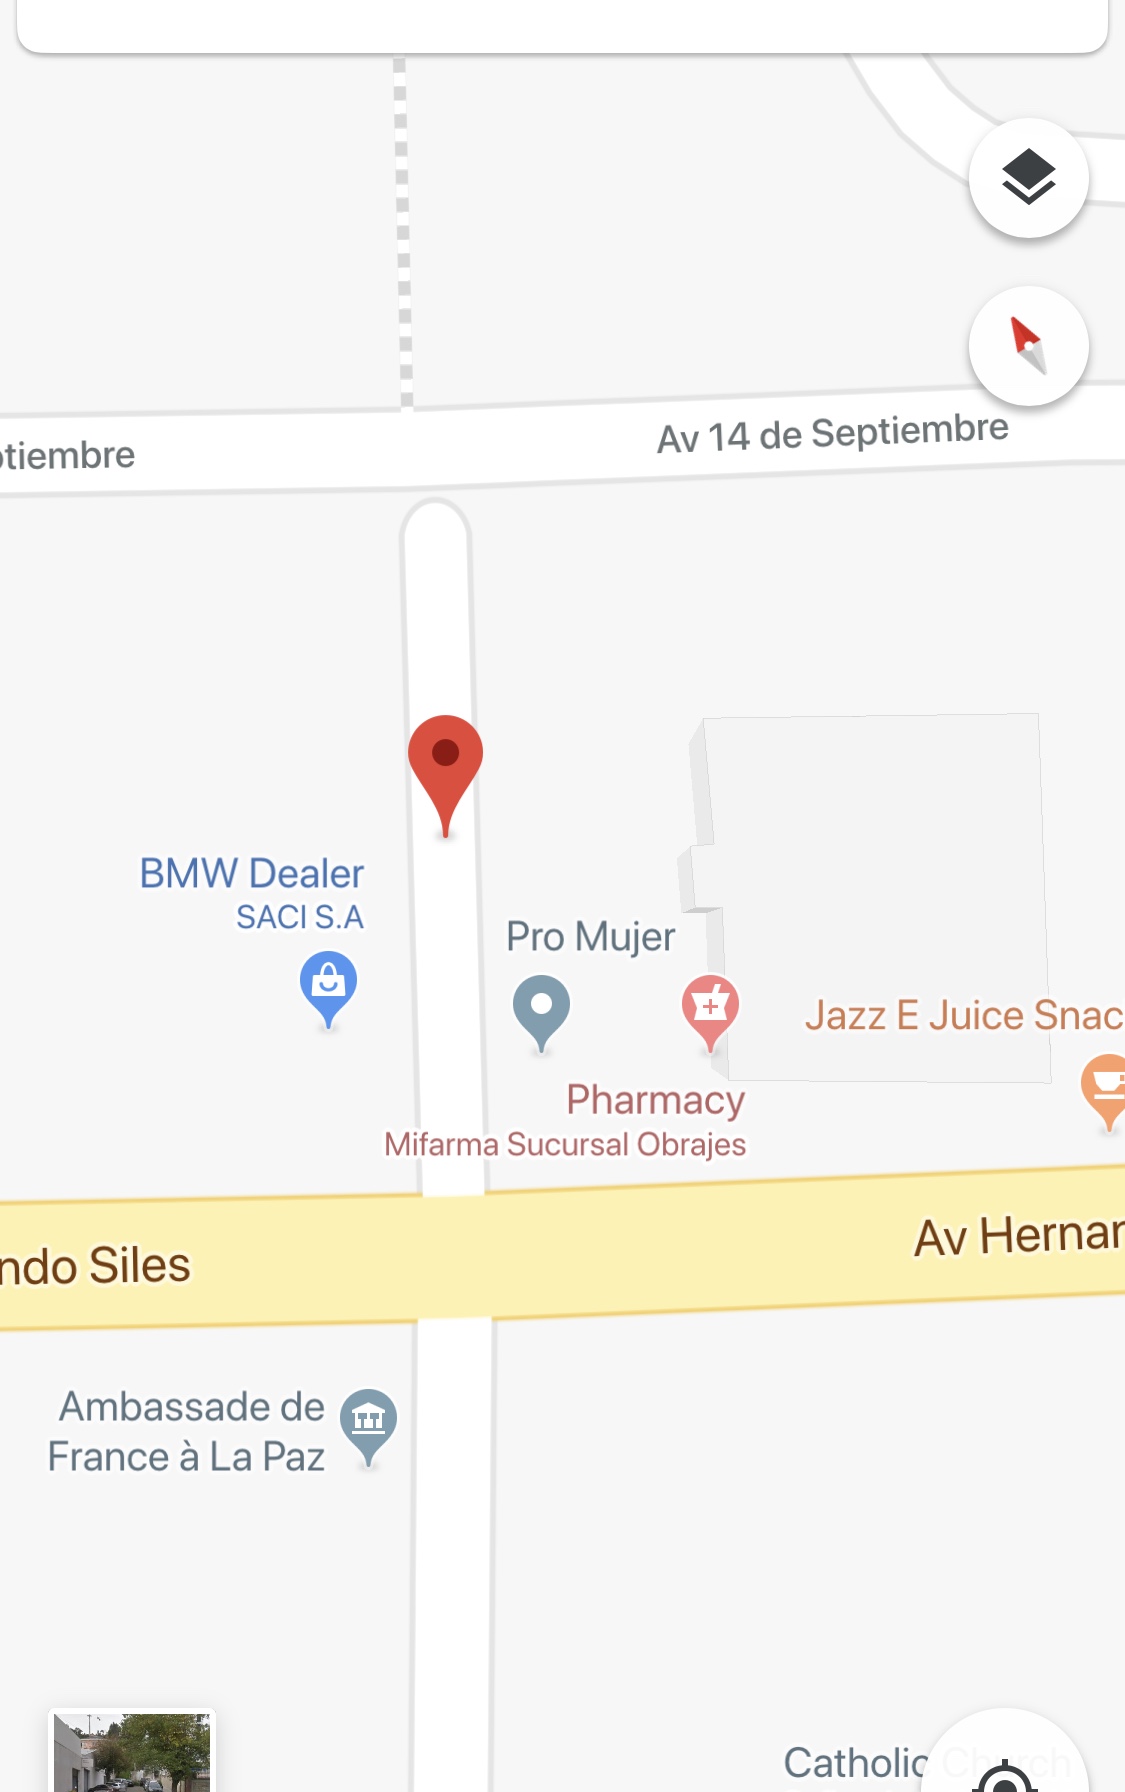 ptiembre
Av 14 de Septiembre
BMW Dealer
SACI S.A
Pro Mujer
Jazz E Juice Snac
Pharmacy
Mifarma Sucursal Obrajes
ndo Siles
Av Hernan
Ambassade de
France à La Paz
Catholic Church